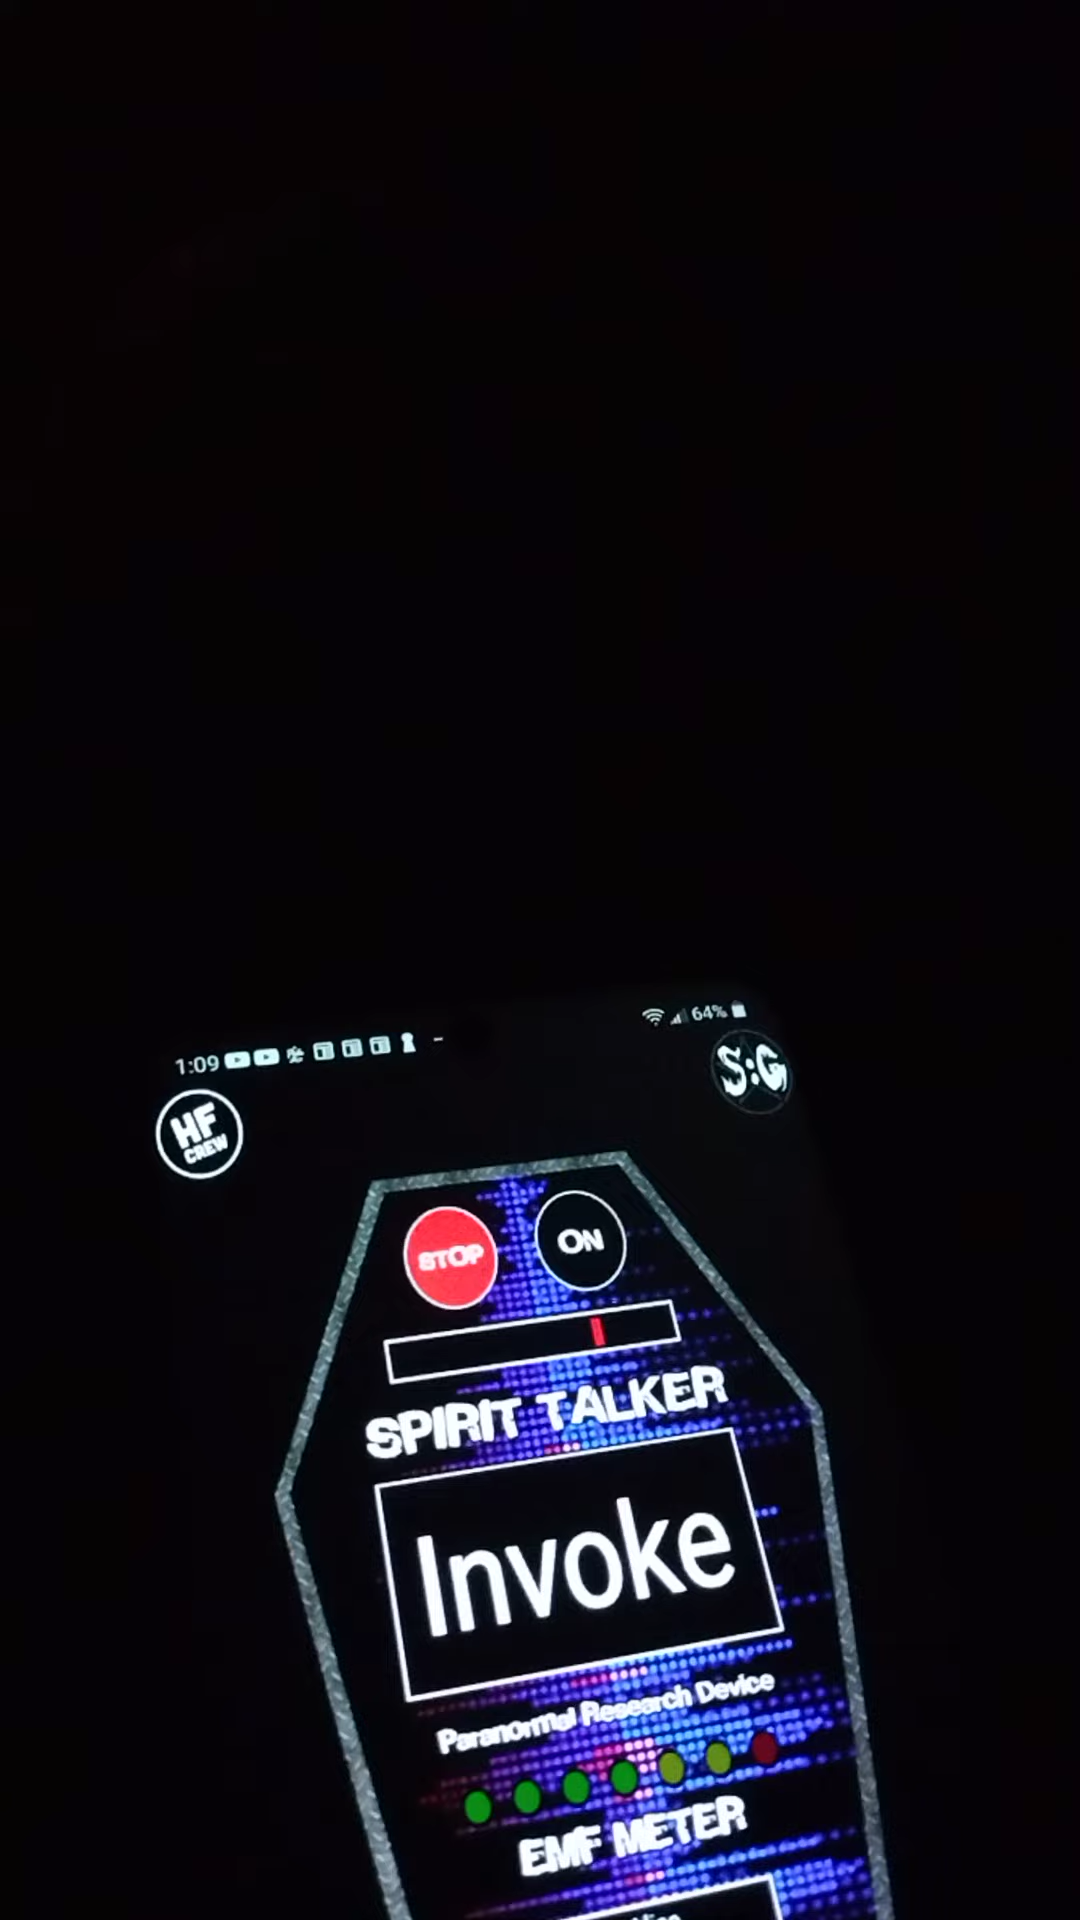 1:09
64%
HF
CREW
S:G
STOP
ON
SPIRIT TALKER
Invoke
Paranormal Research Device
EMF METER